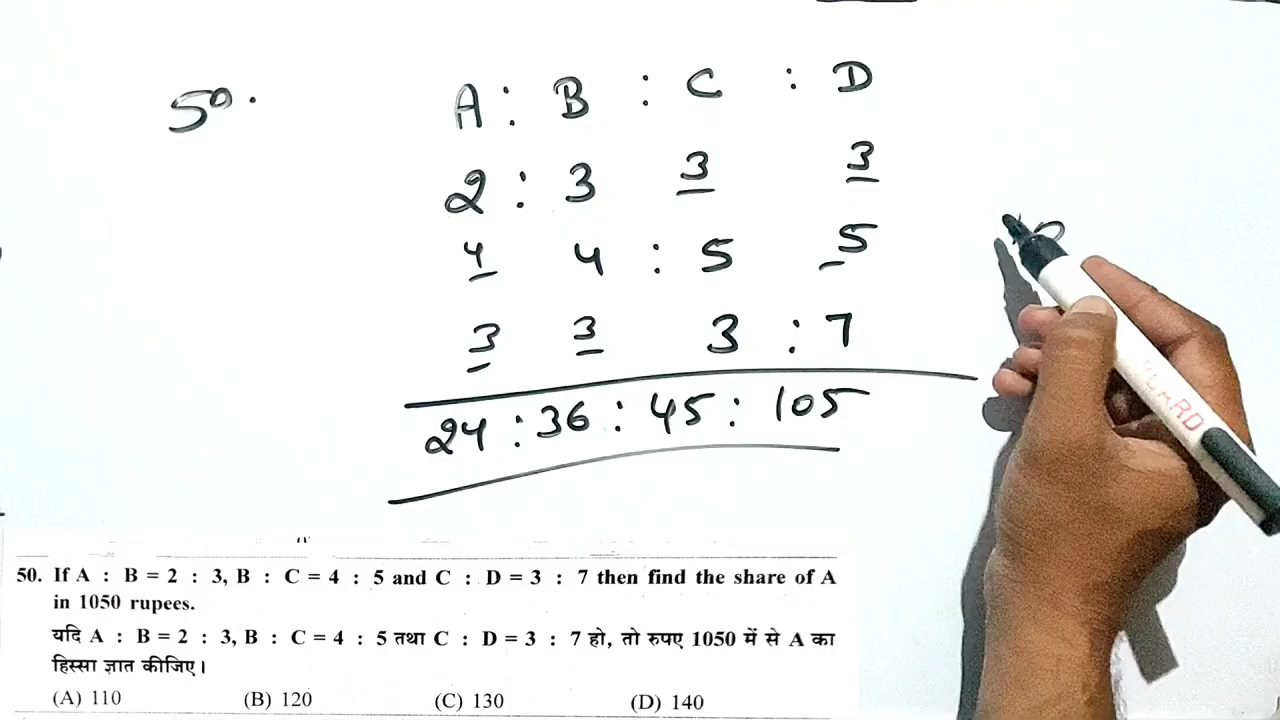 50.
A : B : C : D
2 : 3 3 3
4 4 : 5 5
3 3 3 : 7
24 : 36 : 45 : 105
50. If A : B = 2 : 3, B : C = 4 : 5 and C : D = 3 : 7 then find the share of A
in 1050 rupees.
यदि A : B = 2 : 3, B : C = 4 : 5 तथा C : D = 3 : 7 हो, तो रुपए 1050 में से A का
हिस्सा ज्ञात कीजिए।
(A) 110 (B) 120 (C) 130 (D) 140